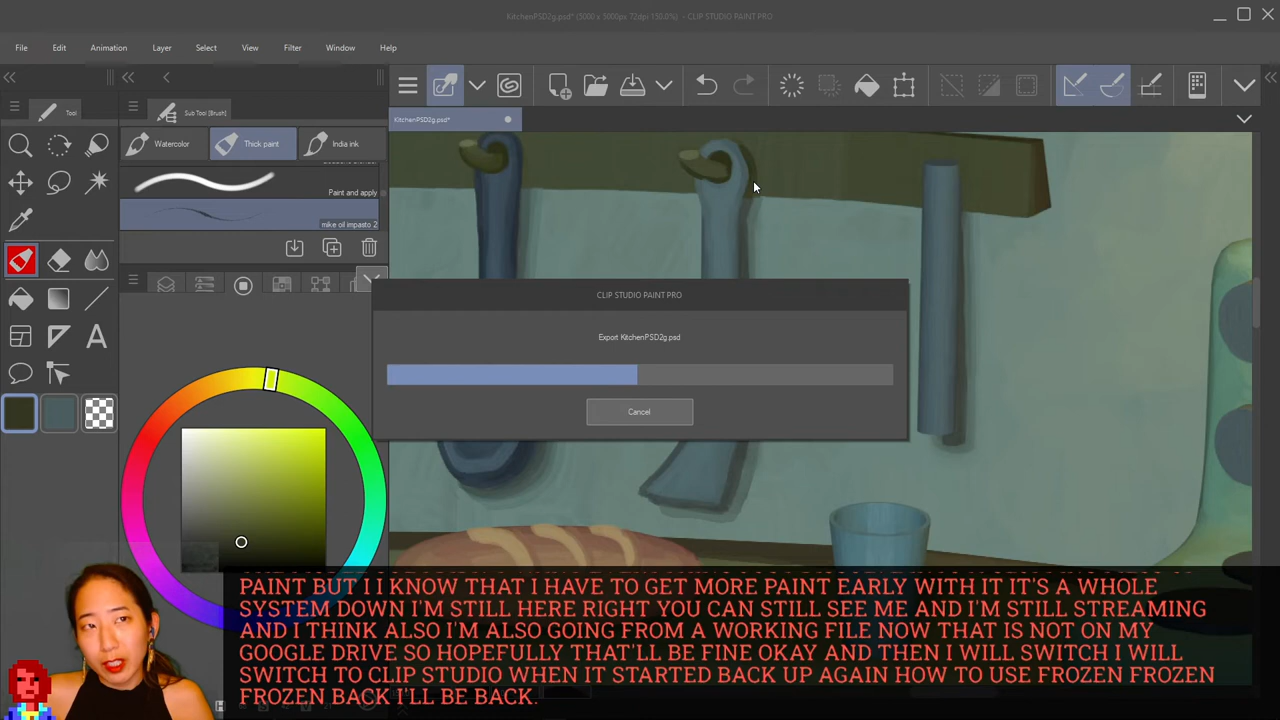 KitchenPSD2g.psd* (5000 x 5000px 72dpi 150.0%) - CLIP STUDIO PAINT PRO
File Edit Animation Layer Select View Filter Window Help
Tool
Sub Tool [Brush]
KitchenPSD2g.psd*
Watercolor Thick paint India ink
Paint and apply
mike oil impasto 2
CLIP STUDIO PAINT PRO
Export KitchenPSD2g.psd
Cancel
PAINT BUT I I KNOW THAT I HAVE TO GET MORE PAINT EARLY WITH IT IT'S A WHOLE
SYSTEM DOWN I'M STILL HERE RIGHT YOU CAN STILL SEE ME AND I'M STILL STREAMING
AND I THINK ALSO I'M ALSO GOING FROM A WORKING FILE NOW THAT IS NOT ON MY
GOOGLE DRIVE SO HOPEFULLY THAT'LL BE FINE OKAY AND THEN I WILL SWITCH I WILL
SWITCH TO CLIP STUDIO WHEN IT STARTED BACK UP AGAIN HOW TO USE FROZEN FROZEN
FROZEN BACK I'LL BE BACK.